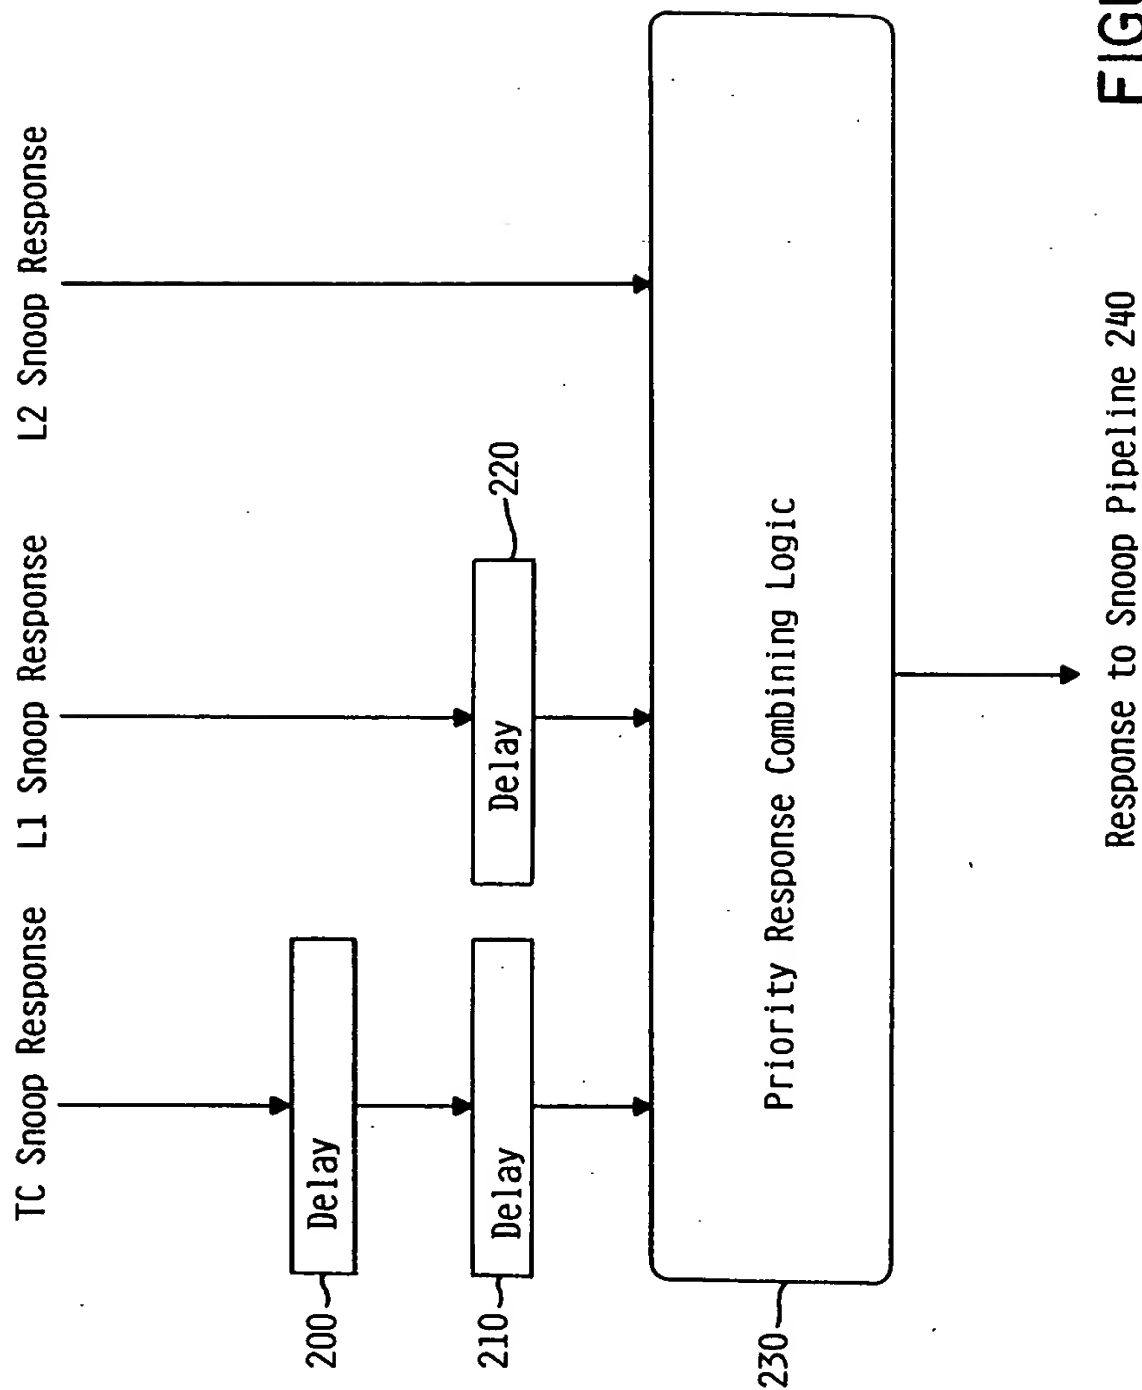 TC Snoop Response
L1 Snoop Response
L2 Snoop Response
200
Delay
210
Delay
Delay
220
230
Priority Response Combining Logic
Response to Snoop Pipeline 240